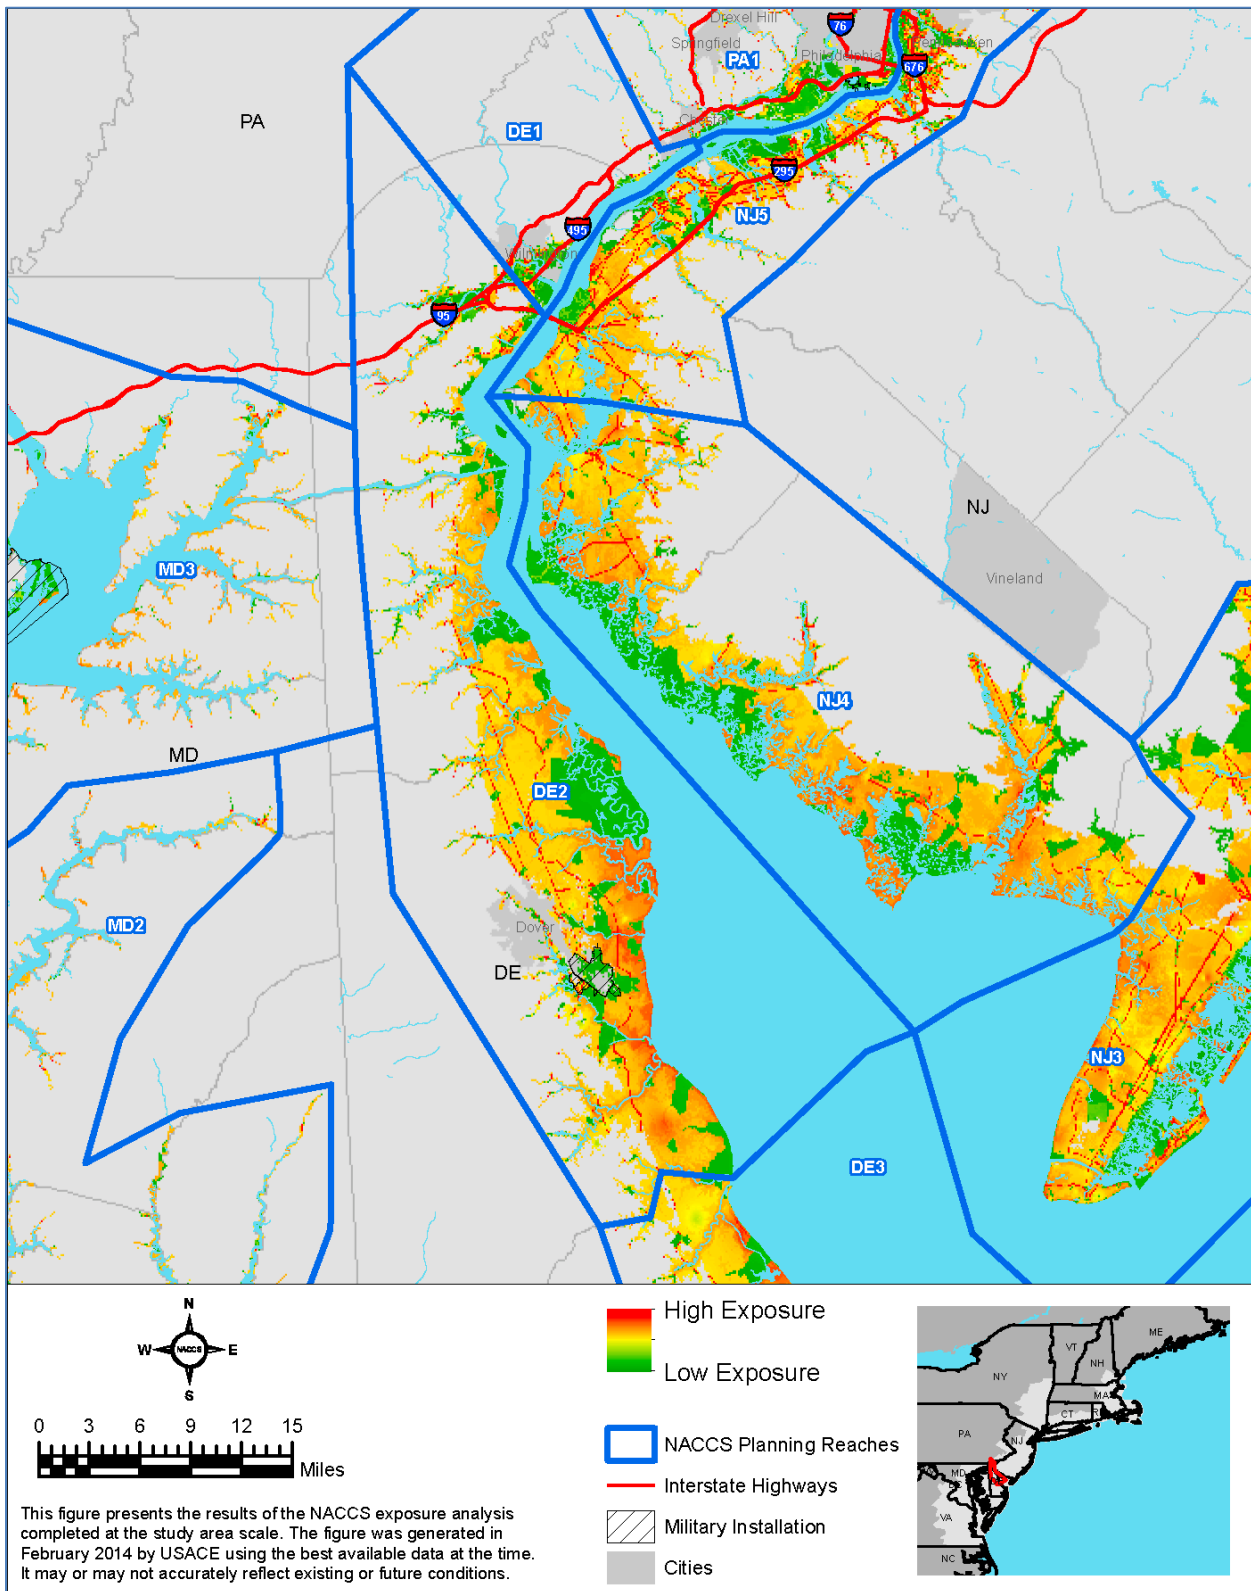 Drexel Hill
76
Springfield
Philadelphia
PA1
676
PA
Chester
DE1
295
NJ5
495
Wilmington
95
NJ
Vineland
MD3
NJ4
MD
DE2
MD2
Dover
DE
NJ3
DE3
N
W
NACCS
E
S
0 3 6 9 12 15
Miles
This figure presents the results of the NACCS exposure analysis
completed at the study area scale. The figure was generated in
February 2014 by USACE using the best available data at the time.
It may or may not accurately reflect existing or future conditions.
High Exposure
Low Exposure
NACCS Planning Reaches
Interstate Highways
Military Installation
Cities
ME
VT
NH
NY
MA
CT
PA
NJ
MD
VA
NC